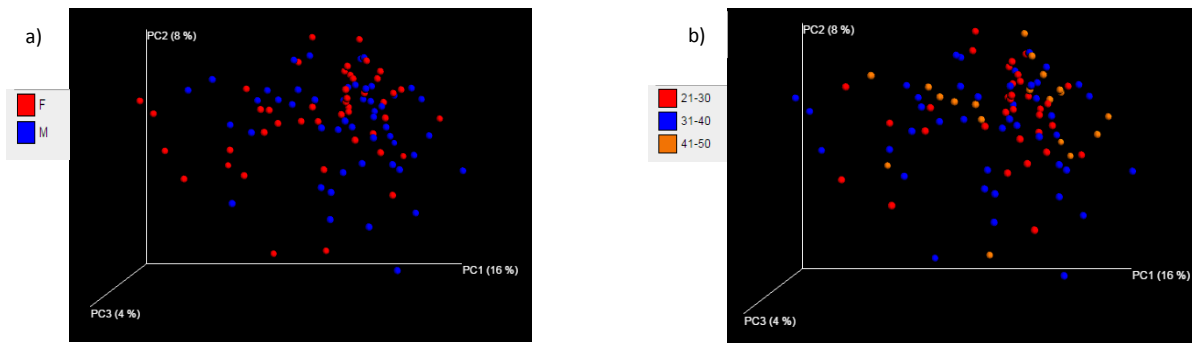 a)
PC2 (8 %)
F
M
PC1 (16 %)
PC3 (4 %)
b)
PC2 (8 %)
21-30
31-40
41-50
PC1 (16 %)
PC3 (4 %)